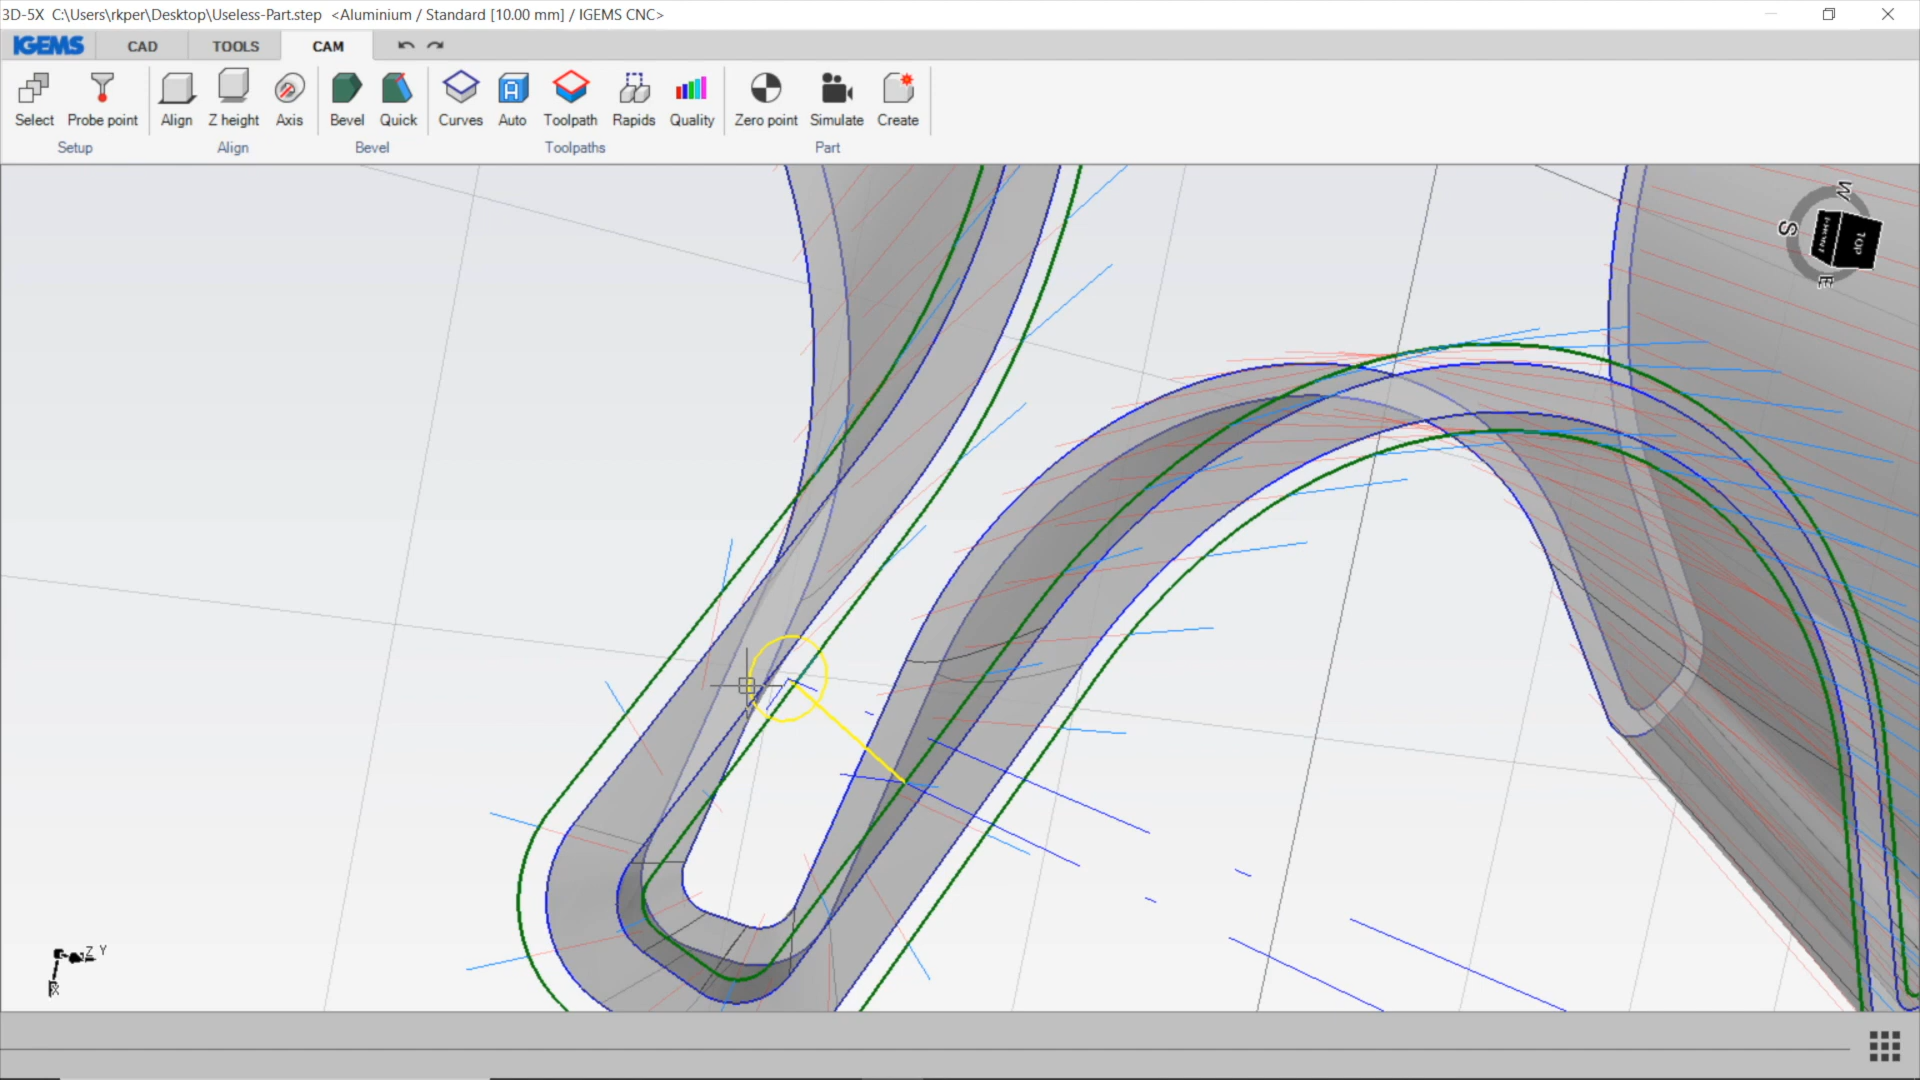 3D-5X C:\Users\rkper\Desktop\Useless-Part.step <Aluminium / Standard [10.00 mm] / IGEMS CNC>
IGEMS CAD TOOLS CAM
Select Probe point Align Z height Axis Bevel Quick Curves Auto Toolpath Rapids Quality Zero point Simulate Create
Setup Align Bevel Toolpaths Part
W
S
FRONT TOP
E
Z Y
X